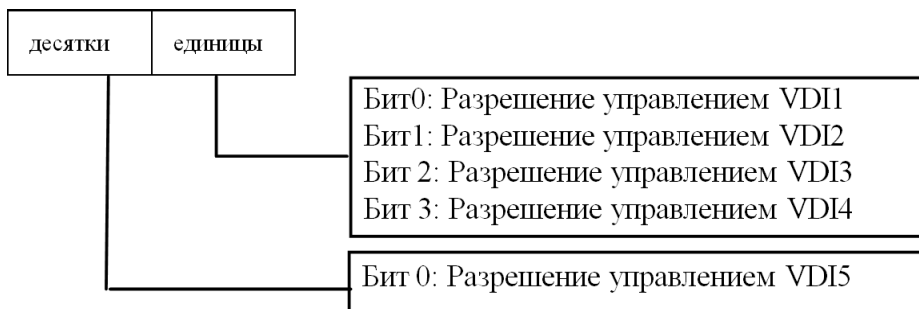 десятки единицы
Бит0: Разрешение управлением VDI1
Бит1: Разрешение управлением VDI2
Бит 2: Разрешение управлением VDI3
Бит 3: Разрешение управлением VDI4
Бит 0: Разрешение управлением VDI5